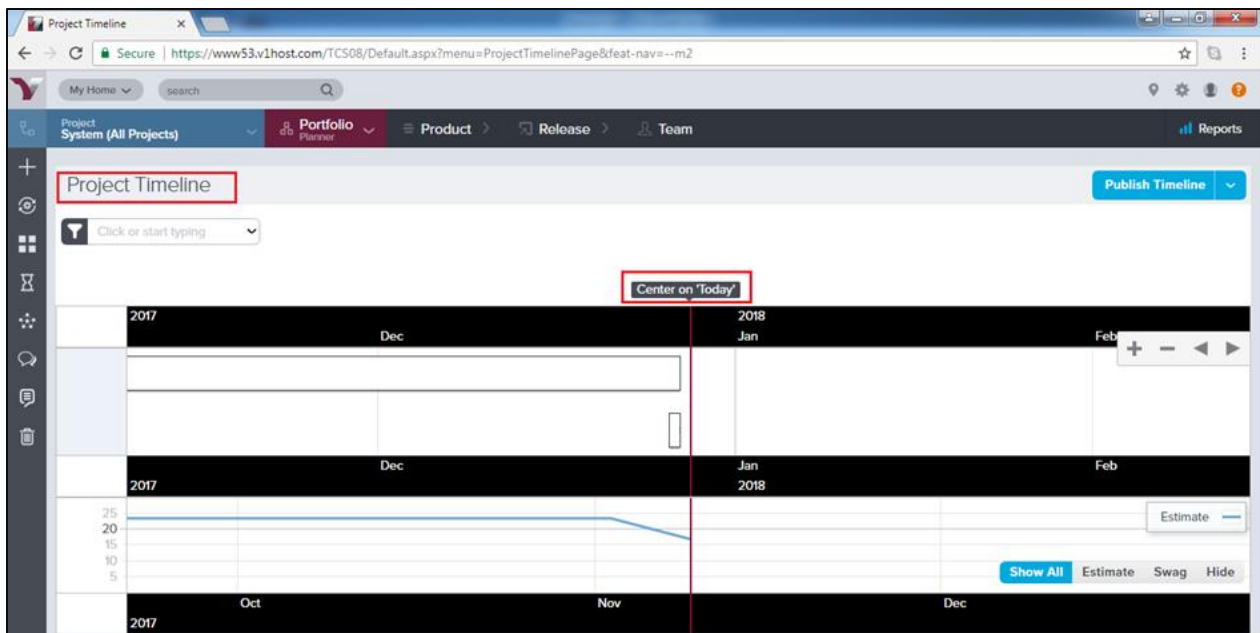 Project Timeline
Secure | https://www53.v1host.com/TCS08/Default.aspx?menu=ProjectTimelinePage&feat-nav=--m2
My Home
search
Project
System (All Projects)
Portfolio
Planner
Product
Release
Team
Reports
Project Timeline
Publish Timeline
Click or start typing
Center on 'Today'
2017 2018
Dec Jan Feb
Dec Jan Feb
2017 2018
25
20
15
10
5
Estimate
Show All Estimate Swag Hide
Oct Nov Dec
2017